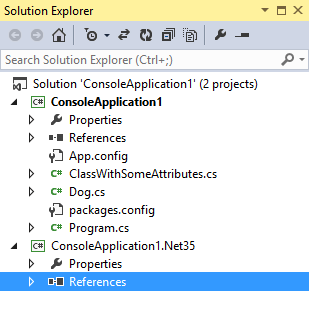 Solution Explorer
Search Solution Explorer (Ctrl+;)
Solution 'ConsoleApplication1' (2 projects)
C# ConsoleApplication1
Properties
References
App.config
C# ClassWithSomeAttributes.cs
C# Dog.cs
packages.config
C# Program.cs
C# ConsoleApplication1.Net35
Properties
References